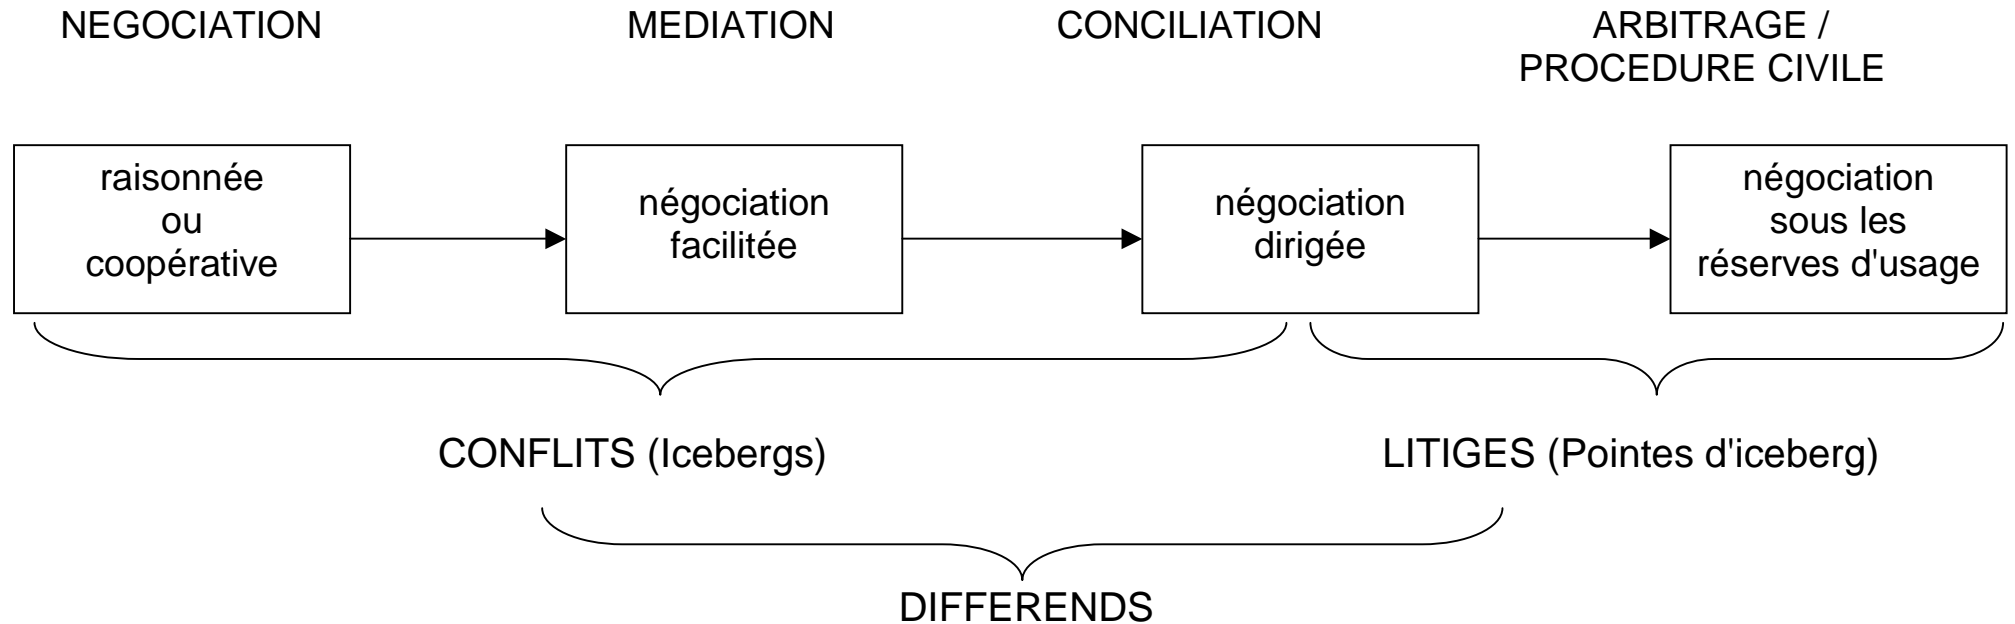 NEGOCIATION
MEDIATION
CONCILIATION
ARBITRAGE /
PROCEDURE CIVILE
raisonnée
ou
coopérative
négociation
facilitée
négociation
dirigée
négociation
sous les
réserves d'usage
CONFLITS (Icebergs)
LITIGES (Pointes d'iceberg)
DIFFERENDS